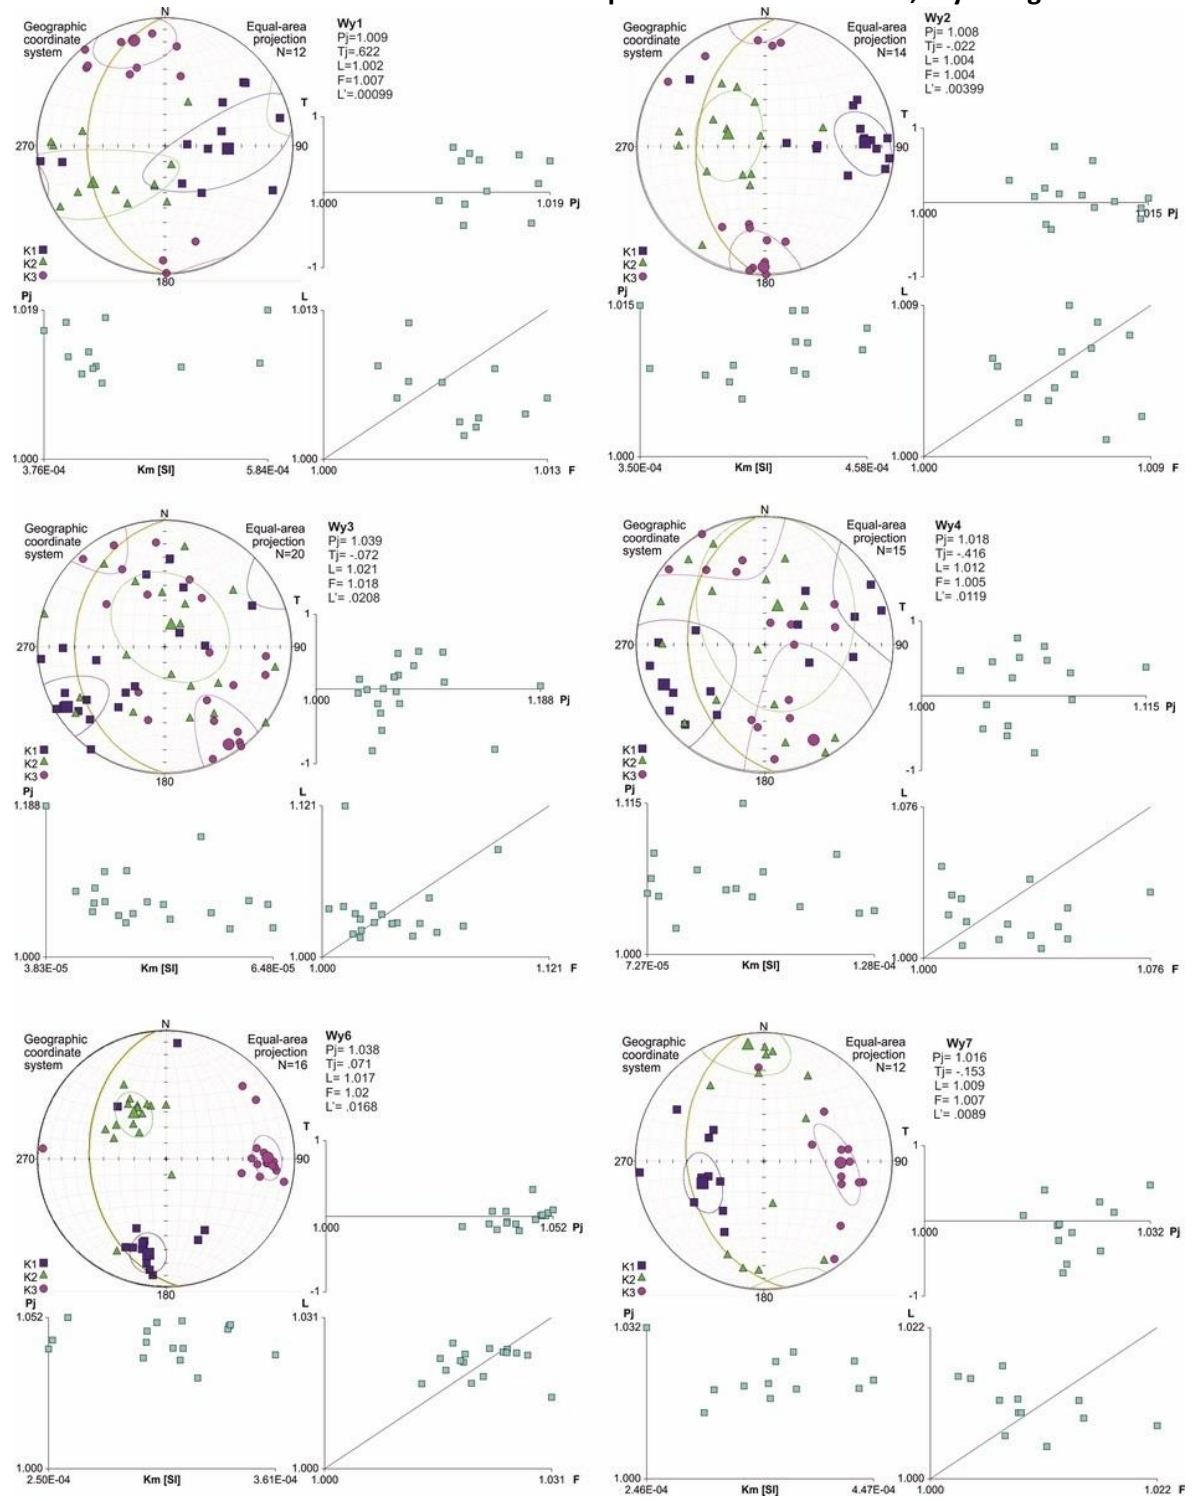 Geographic
coordinate
system
N
Equal-area
projection
N=12
270
90
180
K1
K2
K3
Wy1
Pj=1.009
Tj=.622
L=1.002
F=1.007
L'=.00099
T
1
1.000
1.019 Pj
-1
Pj
1.019
1.000
3.76E-04 Km [SI] 5.84E-04
L
1.013
1.000
1.000
1.013 F
Geographic
coordinate
system
N
Equal-area
projection
N=14
270
90
180
K1
K2
K3
Wy2
Pj= 1.008
Tj= -.022
L= 1.004
F= 1.004
L'= .00399
T
1
1.000
1.015 Pj
-1
Pj
1.015
1.000
3.50E-04 Km [SI] 4.58E-04
L
1.009
1.000
1.000
1.009 F
Geographic
coordinate
system
N
Equal-area
projection
N=20
270
90
180
K1
K2
K3
Wy3
Pj= 1.039
Tj= -.072
L= 1.021
F= 1.018
L'= .0208
T
1
1.000
1.188 Pj
-1
Pj
1.188
1.000
3.83E-05 Km [SI] 6.48E-05
L
1.121
1.000
1.000
1.121 F
Geographic
coordinate
system
N
Equal-area
projection
N=15
270
90
180
K1
K2
K3
Wy4
Pj= 1.018
Tj= -.416
L= 1.012
F= 1.005
L'= .0119
T
1
1.000
1.115 Pj
-1
Pj
1.115
1.000
7.27E-05 Km [SI] 1.28E-04
L
1.076
1.000
1.000
1.076 F
Geographic
coordinate
system
N
Equal-area
projection
N=16
270
90
180
K1
K2
K3
Wy6
Pj= 1.038
Tj= .071
L= 1.017
F= 1.02
L'= .0168
T
1
1.000
1.052 Pj
-1
Pj
1.052
1.000
2.50E-04 Km [SI] 3.61E-04
L
1.031
1.000
1.000
1.031 F
Geographic
coordinate
system
N
Equal-area
projection
N=12
270
90
180
K1
K2
K3
Wy7
Pj= 1.016
Tj= -.153
L= 1.009
F= 1.007
L'= .0089
T
1
1.000
1.032 Pj
-1
Pj
1.032
1.000
2.46E-04 Km [SI] 4.47E-04
L
1.022
1.000
1.000
1.022 F